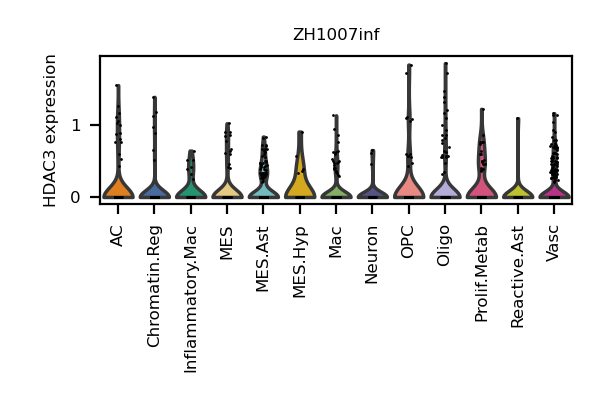 ZH1007inf
HDAC3 expression
1
0
AC
Chromatin.Reg
Inflammatory.Mac
MES
MES.Ast
MES.Hyp
Mac
Neuron
OPC
Oligo
Prolif.Metab
Reactive.Ast
Vasc